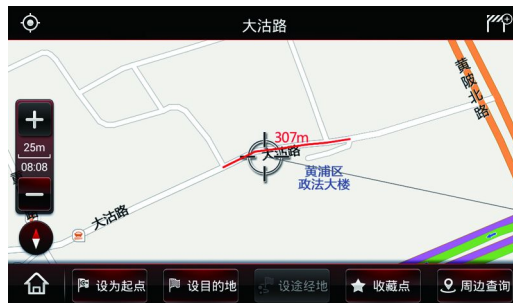 大沽路
黄陂北路
307m
大沽路
黄浦区
政法大楼
25m
08:08
大沽路
设为起点
设目的地
设途经地
收藏点
周边查询